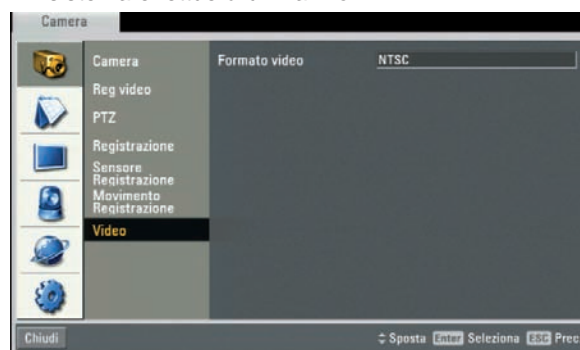 Camera
Camera
Formato video NTSC
Reg video
PTZ
Registrazione
Sensore
Registrazione
Movimento
Registrazione
Video
Chiudi
Sposta Enter Seleziona ESC Prec